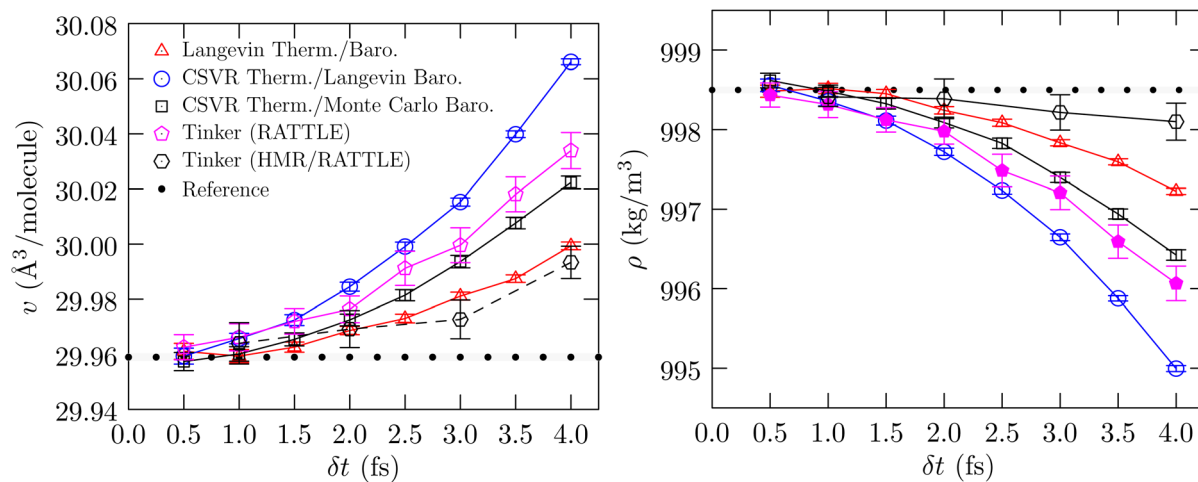 30.08
30.06
30.04
30.02
30.00
29.98
29.96
29.94
v (Å³/molecule)
Langevin Therm./Baro.
CSVR Therm./Langevin Baro.
CSVR Therm./Monte Carlo Baro.
Tinker (RATTLE)
Tinker (HMR/RATTLE)
Reference
0.0 0.5 1.0 1.5 2.0 2.5 3.0 3.5 4.0
δt (fs)
999
998
997
996
995
ρ (kg/m³)
0.0 0.5 1.0 1.5 2.0 2.5 3.0 3.5 4.0
δt (fs)